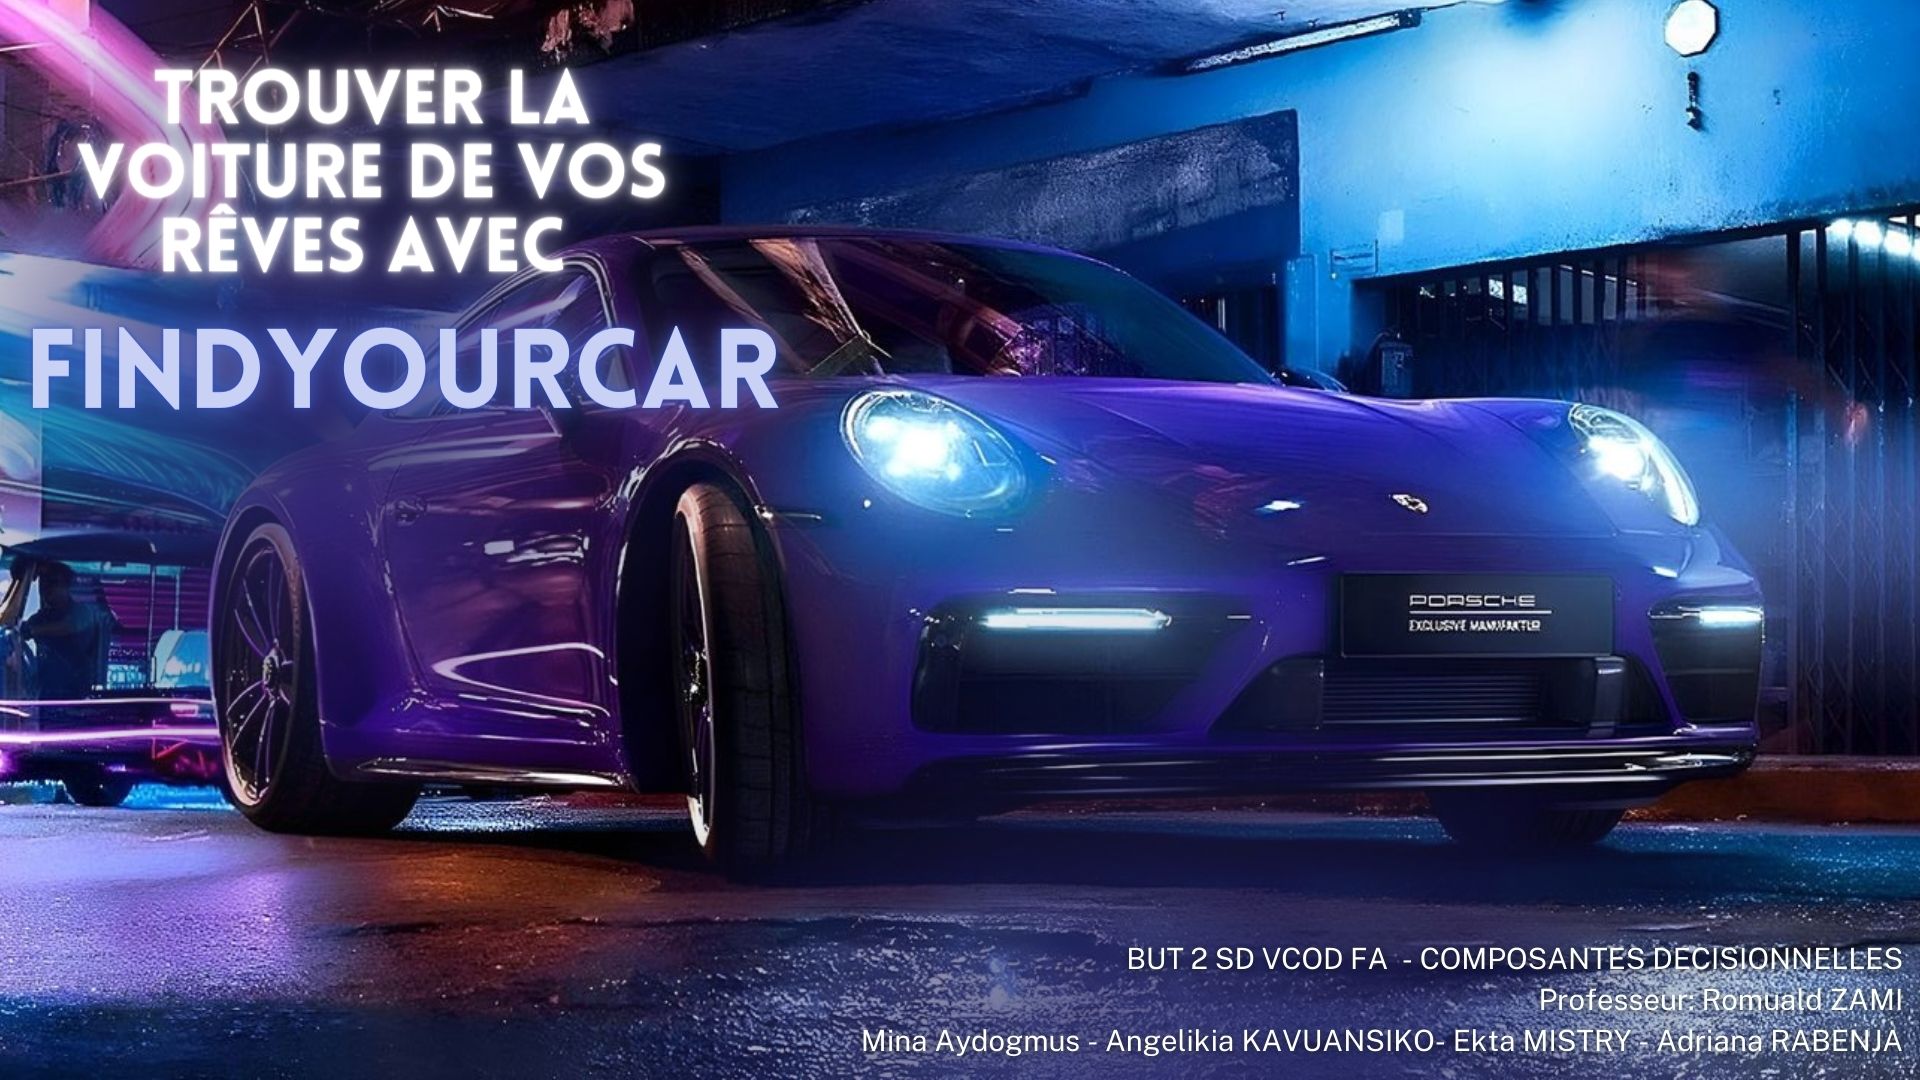 TROUVER LA
VOITURE DE VOS
RÊVES AVEC
FINDYOURCAR
PORSCHE
EXCLUSIVE MANUFAKTUR
BUT 2 SD VCOD FA - COMPOSANTES DECISIONNELLES
Professeur: Romuald ZAMI
Mina Aydogmus - Angelikia KAVUANSIKO- Ekta MISTRY - Adriana RABENJÀ